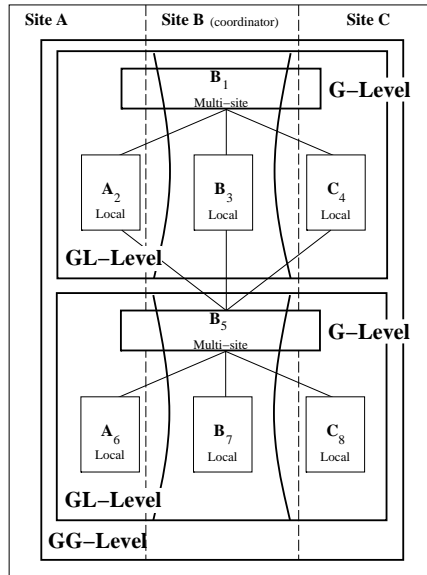 Site A Site B (coordinator) Site C
B1
Multi−site
G−Level
A2 B3 C4
Local Local Local
GL−Level
B5
Multi−site
G−Level
A6 B7 C8
Local Local Local
GL−Level
GG−Level